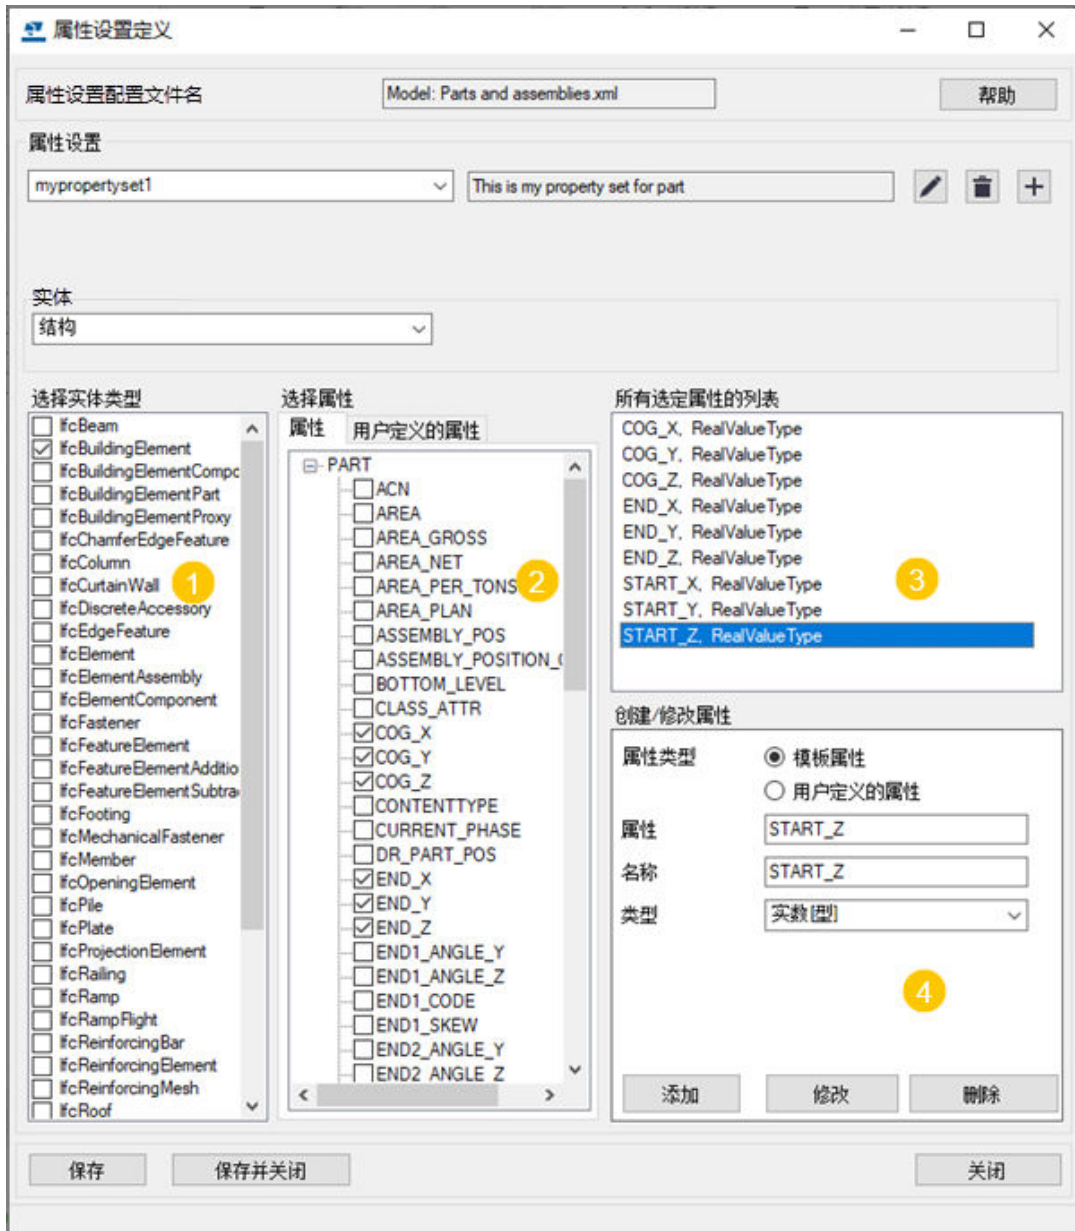 属性设置定义
属性设置配置文件名
Model: Parts and assemblies.xml
帮助
属性设置
mypropertyset1
This is my property set for part
实体
结构
选择实体类型
IfcBeam
IfcBuildingElement
IfcBuildingElementCompo
IfcBuildingElementPart
IfcBuildingElementProxy
IfcChamferEdgeFeature
IfcColumn
IfcCurtainWall
IfcDiscreteAccessory
IfcEdgeFeature
IfcElement
IfcElementAssembly
IfcElementComponent
IfcFastener
IfcFeatureElement
IfcFeatureElementAdditio
IfcFeatureElementSubtra
IfcFooting
IfcMechanicalFastener
IfcMember
IfcOpeningElement
IfcPile
IfcPlate
IfcProjectionElement
IfcRailing
IfcRamp
IfcRampFlight
IfcReinforcingBar
IfcReinforcingElement
IfcReinforcingMesh
IfcRoof
1
选择属性
属性
用户定义的属性
PART
ACN
AREA
AREA_GROSS
AREA_NET
AREA_PER_TONS
AREA_PLAN
ASSEMBLY_POS
ASSEMBLY_POSITION_(
BOTTOM_LEVEL
CLASS_ATTR
COG_X
COG_Y
COG_Z
CONTENTTYPE
CURRENT_PHASE
DR_PART_POS
END_X
END_Y
END_Z
END1_ANGLE_Y
END1_ANGLE_Z
END1_CODE
END1_SKEW
END2_ANGLE_Y
END2_ANGLE_Z
2
所有选定属性的列表
COG_X, RealValueType
COG_Y, RealValueType
COG_Z, RealValueType
END_X, RealValueType
END_Y, RealValueType
END_Z, RealValueType
START_X, RealValueType
START_Y, RealValueType
START_Z, RealValueType
3
创建/修改属性
属性类型
模板属性
用户定义的属性
属性
START_Z
名称
START_Z
类型
实数[型]
4
添加
修改
删除
保存
保存并关闭
关闭